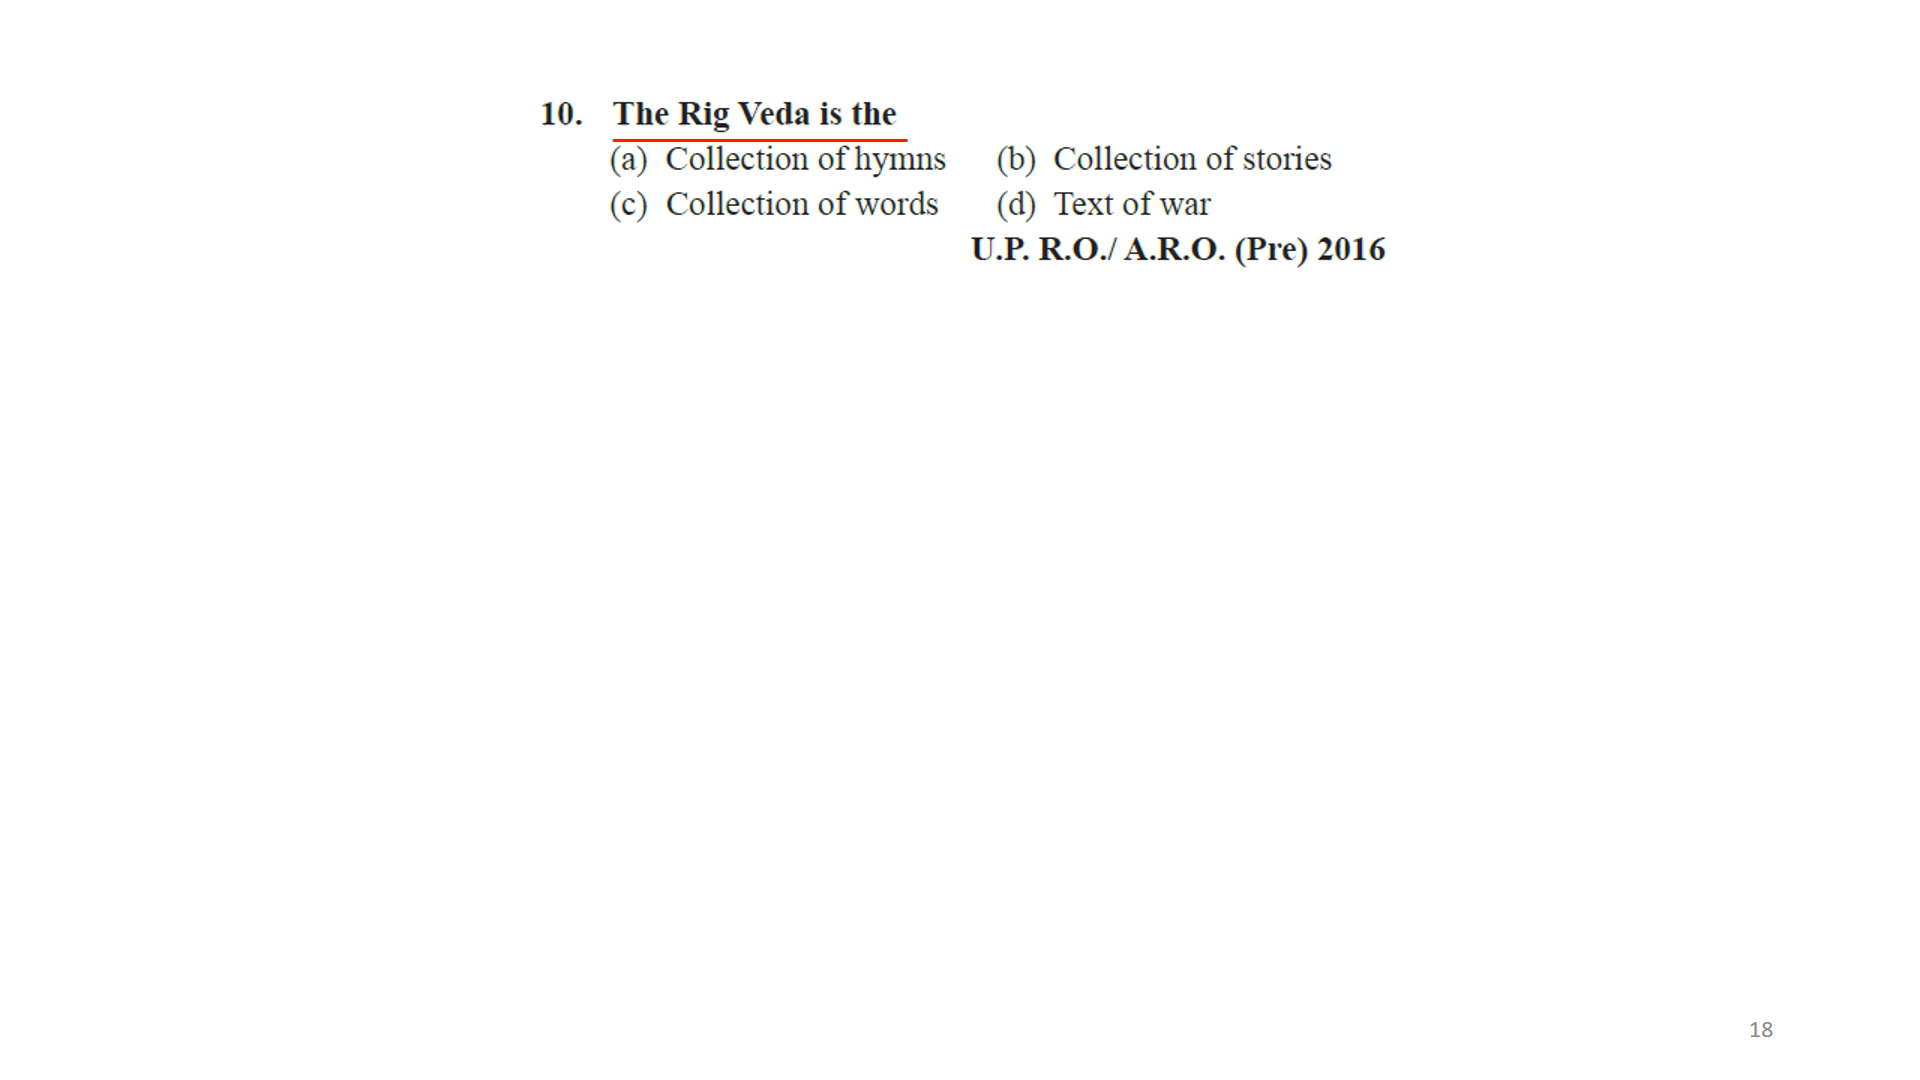 10. The Rig Veda is the
(a) Collection of hymns (b) Collection of stories
(c) Collection of words (d) Text of war
U.P. R.O./ A.R.O. (Pre) 2016
18